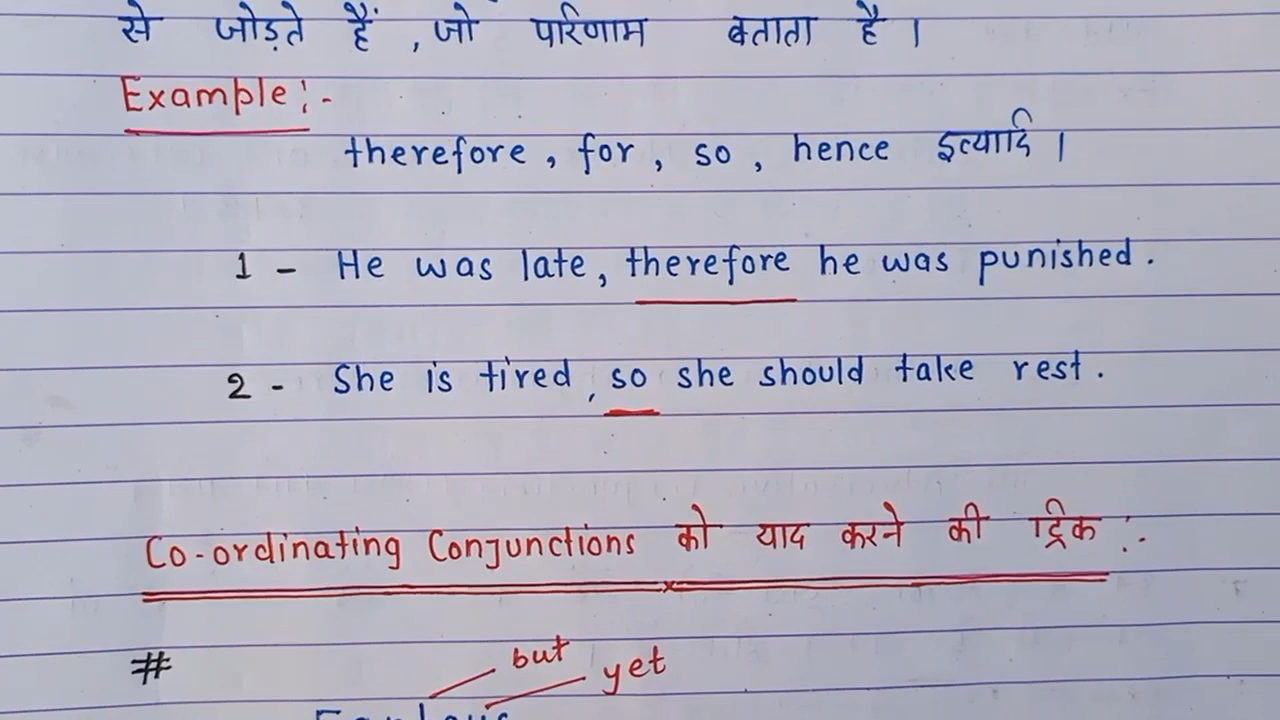 से जोड़ते हैं , जो परिणाम बताता है ।
Example :-
therefore , for , so , hence इत्यादि ।
1 - He was late, therefore he was punished .
2 - She is tired , so she should take rest .
Co-ordinating Conjunctions को याद करने की ट्रिक :-
# but yet